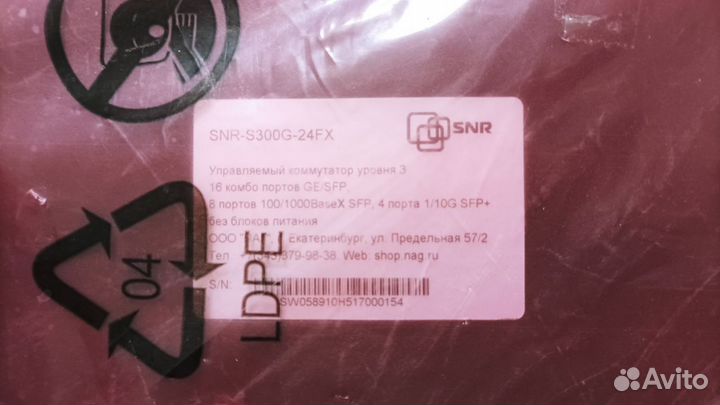 SNR-S300G-24FX
SNR
Управляемый коммутатор уровня 3
16 комбо портов GE/SFP,
8 портов 100/1000BaseX SFP, 4 порта 1/10G SFP+
без блоков питания
ООО Екатеринбург, ул. Предельная 57/2
Тел 379-98-38. Web: shop.nag.ru
S/N:
SW058910H517000154
04
LDPE
Avito